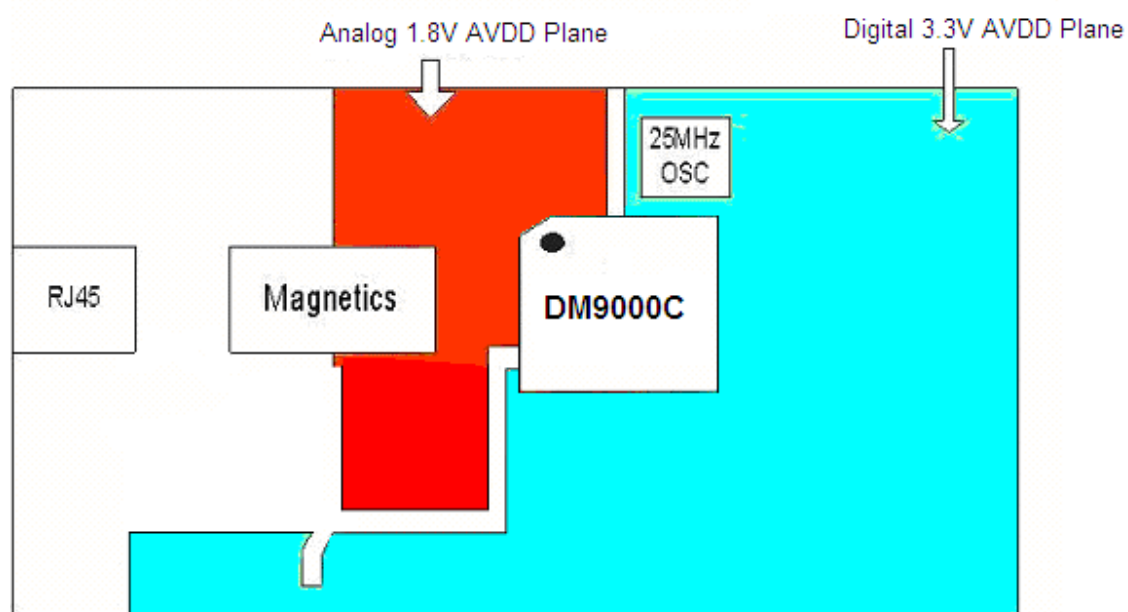 Analog 1.8V AVDD Plane
Digital 3.3V AVDD Plane
25MHz
OSC
RJ45
Magnetics
DM9000C